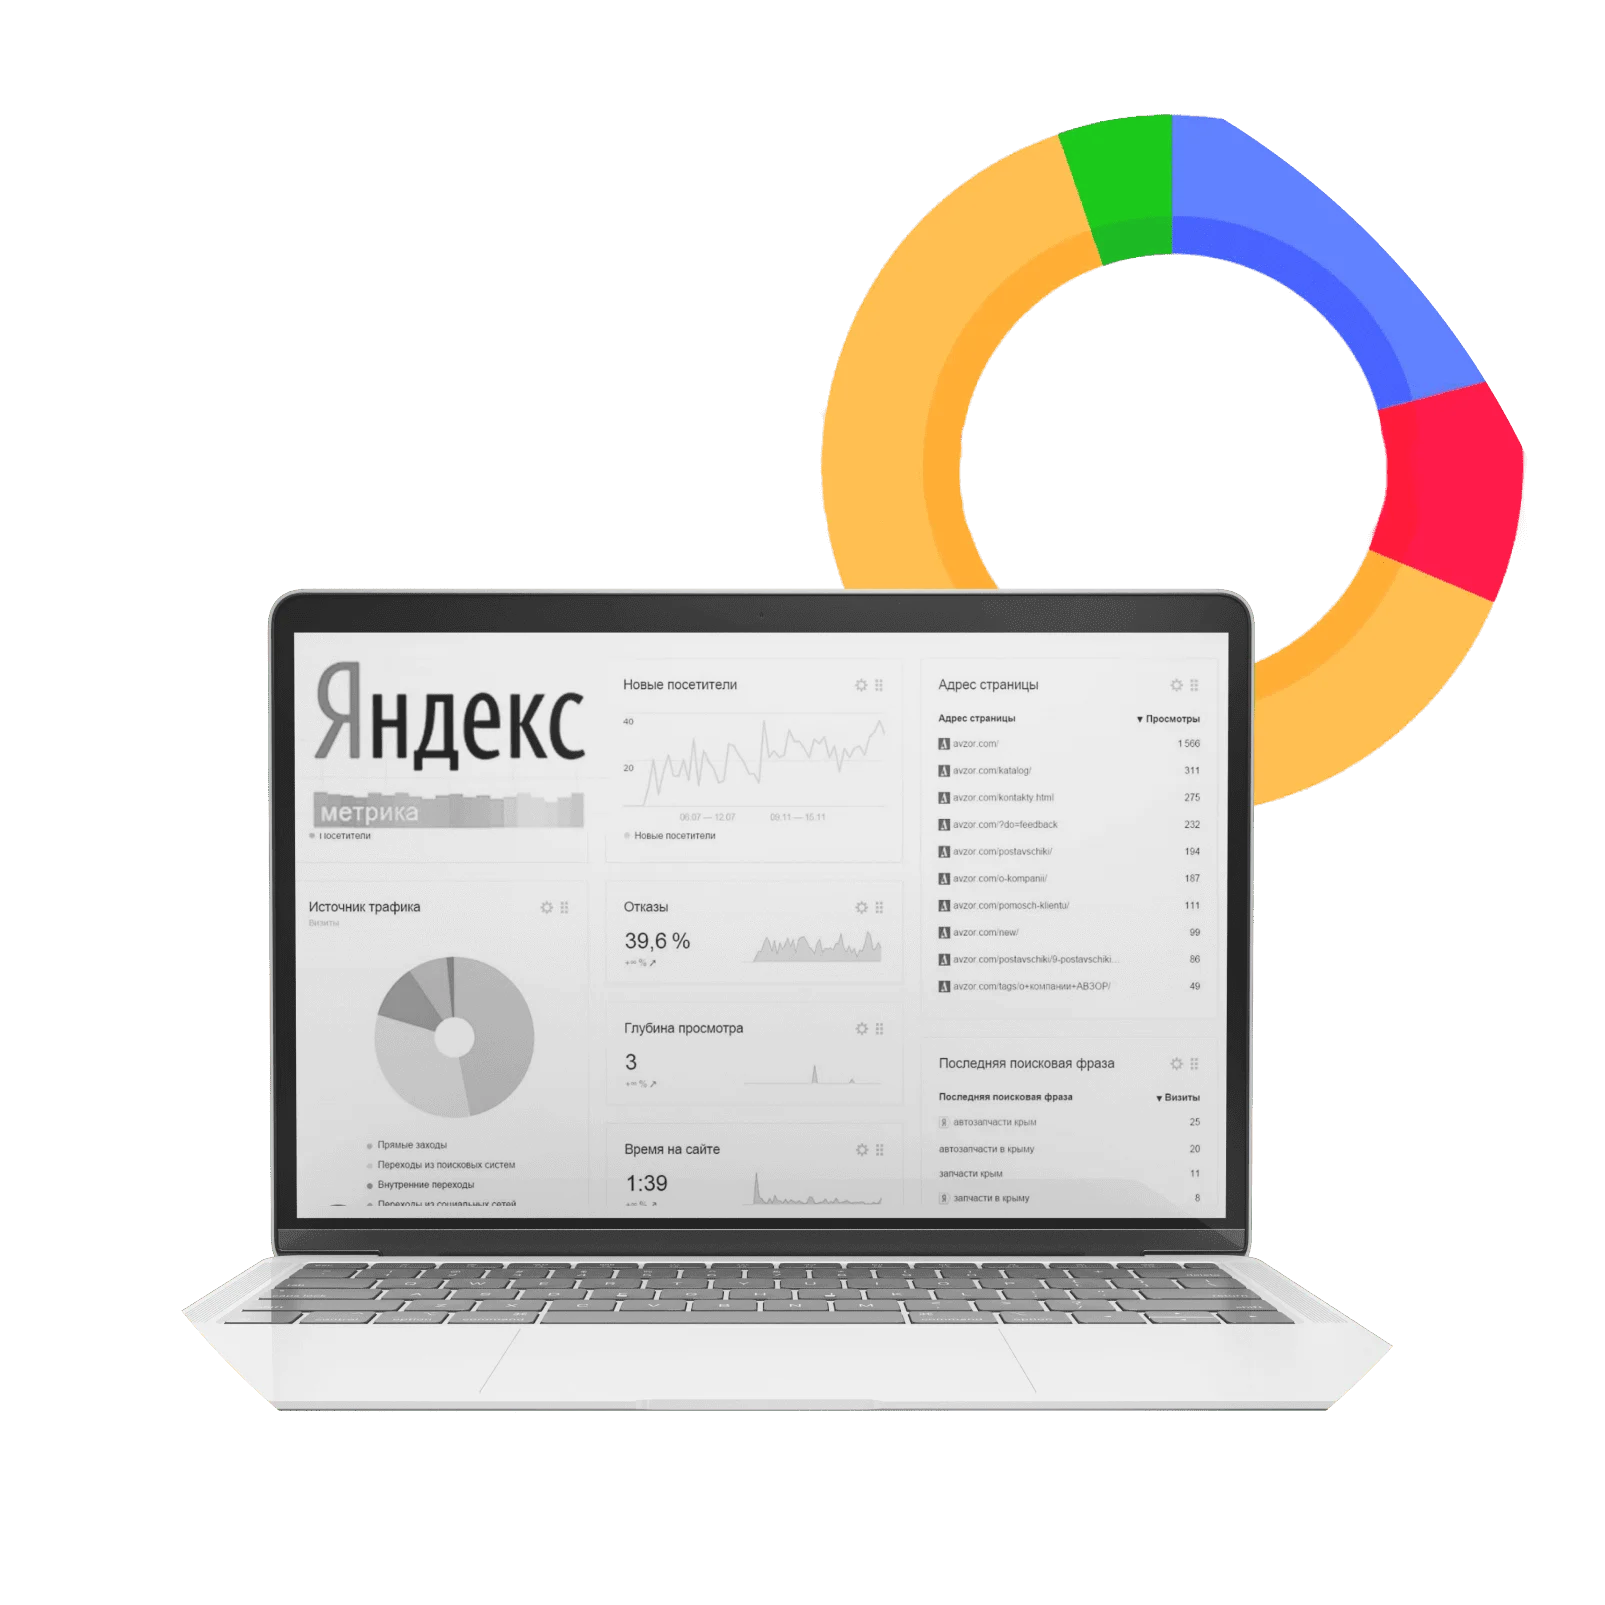 Яндекс
метрика
Посетители
Источник трафика
Визиты
Прямые заходы
Переходы из поисковых систем
Внутренние переходы
Переходы из социальных сетей
Новые посетители
40
20
06.07 — 12.07
09.11 — 15.11
Новые посетители
Отказы
39,6 %
Глубина просмотра
3
Время на сайте
1:39
Адрес страницы
Адрес страницы ▼ Просмотры
avzor.com/ 1 566
avzor.com/katalog/ 311
avzor.com/kontakty.html 275
avzor.com/?do=feedback 232
avzor.com/postavschiki/ 194
avzor.com/o-kompanii/ 187
avzor.com/pomosch-klientu/ 111
avzor.com/new/ 99
avzor.com/postavschiki/9-postavschiki... 86
avzor.com/tags/о+компании+АВЗОР/ 49
Последняя поисковая фраза
Последняя поисковая фраза ▼ Визиты
Я автозапчасти крым 25
автозапчасти в крыму 20
запчасти крым 11
Я запчасти в крыму 8